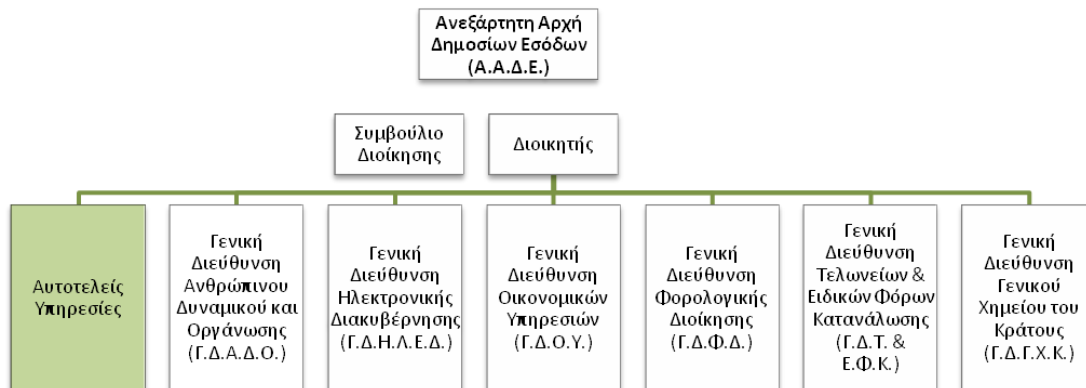 Ανεξάρτητη Αρχή
Δημοσίων Εσόδων
(Α.Α.Δ.Ε.)
Συμβούλιο
Διοίκησης
Διοικητής
Αυτοτελείς
Υπηρεσίες
Γενική
Διεύθυνση
Ανθρώπινου
Δυναμικού και
Οργάνωσης
(Γ.Δ.Α.Δ.Ο.)
Γενική
Διεύθυνση
Ηλεκτρονικής
Διακυβέρνησης
(Γ.Δ.Η.Λ.Ε.Δ.)
Γενική
Διεύθυνση
Οικονομικών
Υπηρεσιών
(Γ.Δ.Ο.Υ.)
Γενική
Διεύθυνση
Φορολογικής
Διοίκησης
(Γ.Δ.Φ.Δ.)
Γενική
Διεύθυνση
Τελωνείων &
Ειδικών Φόρων
Κατανάλωσης
(Γ.Δ.Τ. &
Ε.Φ.Κ.)
Γενική
Διεύθυνση
Γενικού
Χημείου του
Κράτους
(Γ.Δ.Γ.Χ.Κ.)